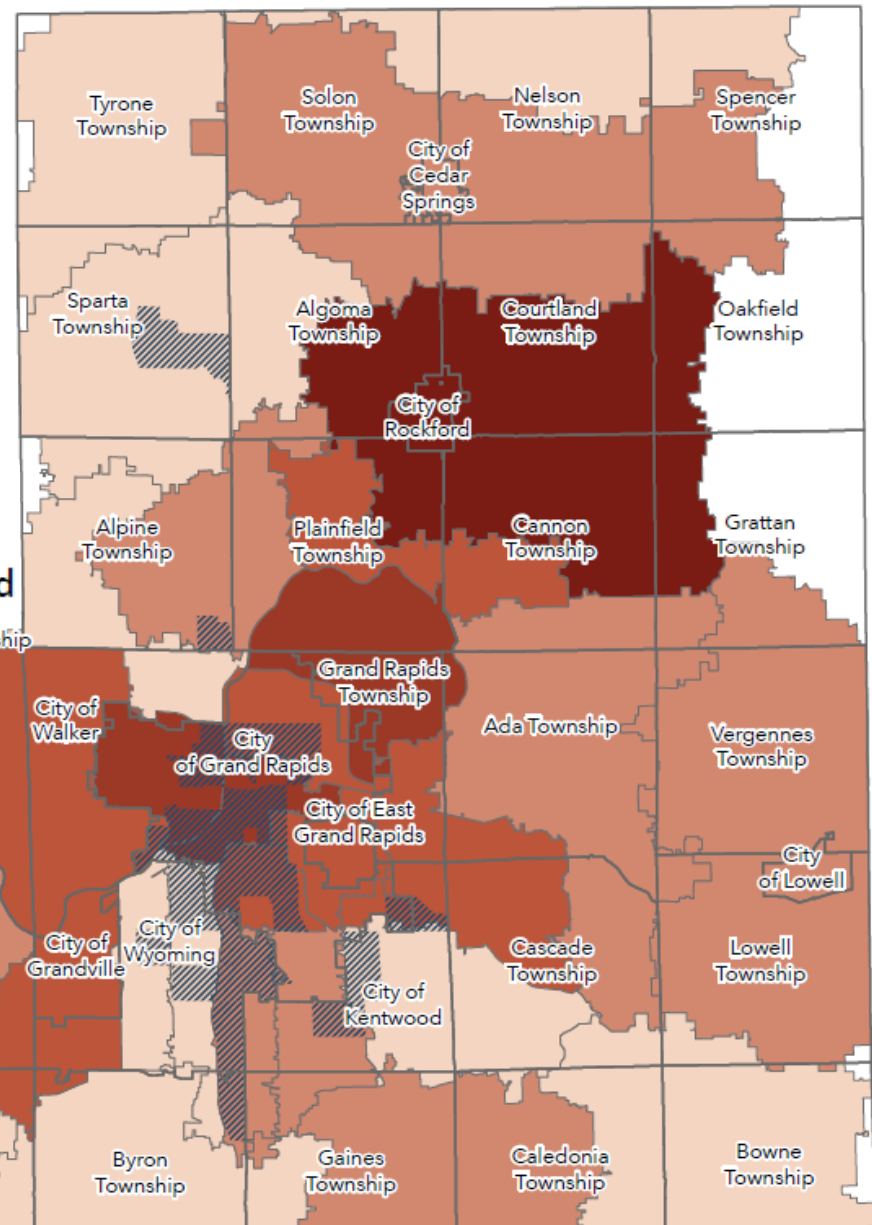 Tyrone
Township
Solon
Township
Nelson
Township
Spencer
Township
City of
Cedar
Springs
Sparta
Township
Algoma
Township
Courtland
Township
Oakfield
Township
City of
Rockford
Alpine
Township
Plainfield
Township
Cannon
Township
Grattan
Township
d
hip
City of
Walker
Grand Rapids
Township
Ada Township
Vergennes
Township
City
of Grand Rapids
City of East
Grand Rapids
City
of Lowell
City of
Grandville
City of
Wyoming
Cascade
Township
Lowell
Township
City of
Kentwood
Byron
Township
Gaines
Township
Caledonia
Township
Bowne
Township